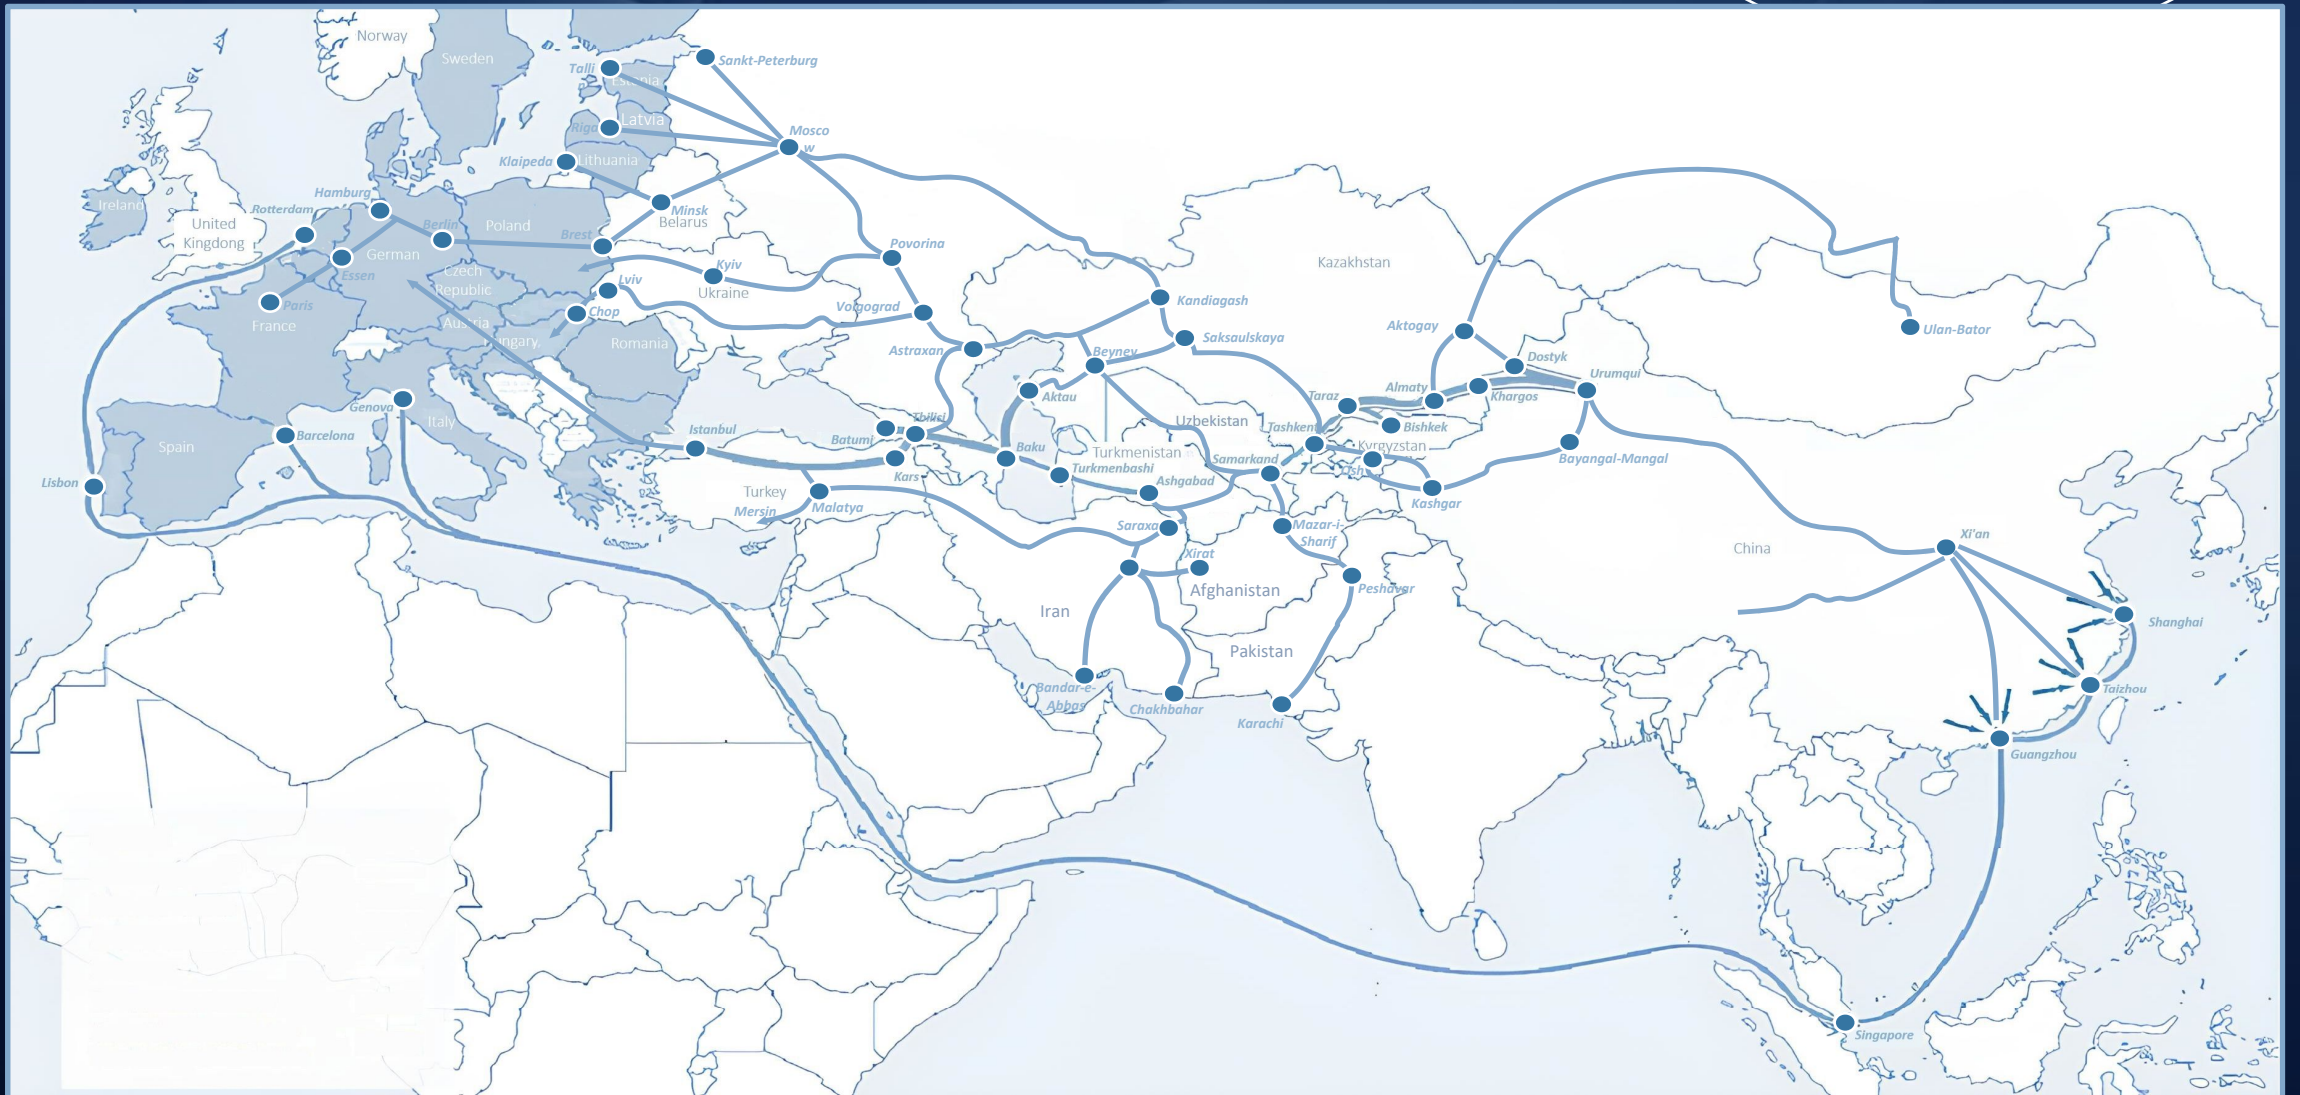 Norway
Sweden
Sankt-Peterburg
Talli
Estonia
Riga
Latvia
Mosco
w
Klaipeda
Lithuania
Hamburg
Ireland
Rotterdam
Minsk
Belarus
United
Kingdong
Berlin
Poland
Brest
Povorina
German
Essen
Czech
Republic
Kyiv
Ukraine
Lviv
Kazakhstan
Paris
France
Chop
Volgograd
Kandiagash
Austria
Hungary,
Romania
Aktogay
Saksaulskaya
Ulan-Bator
Astraxan
Beyney
Dostyk
Urumqui
Aktau
Taraz
Almaty
Khargos
Genova
Italy
Tbilisi
Uzbekistan
Tashkent
Bishkek
Istanbul
Barcelona
Batumi
Spain
Baku
Turkmenistan
Kyrgyzstan
Samarkand
Osh
Bayangal-Mangal
Turkmenbashi
Kars
Ashgabad
Lisbon
Turkey
Mersin
Malatya
Kashgar
Saraxa
Mazar-i-
Sharif
Xi'an
China
Xirat
Afghanistan
Peshavar
Iran
Shanghai
Pakistan
Bandar-e-
Abbas
Chakhbahar
Karachi
Taizhou
Guangzhou
Singapore